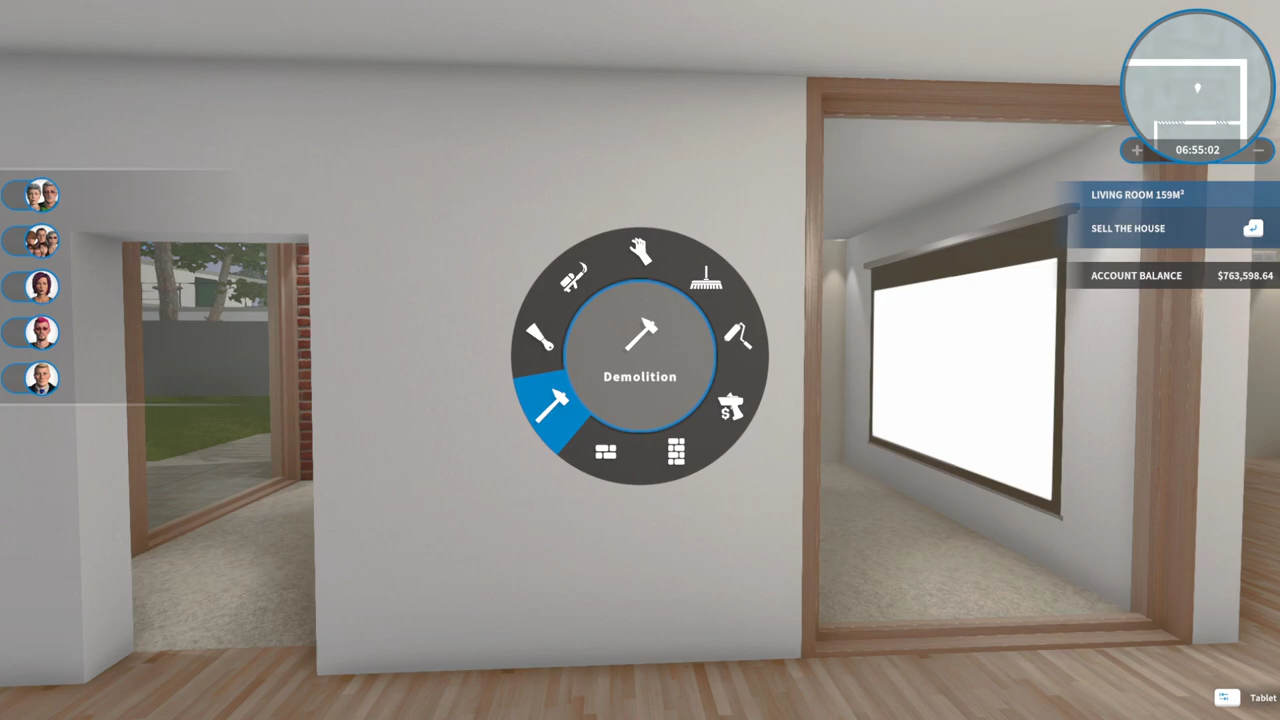 06:55:02
LIVING ROOM 159M²
SELL THE HOUSE
ACCOUNT BALANCE $763,598.64
Demolition
$
Tablet